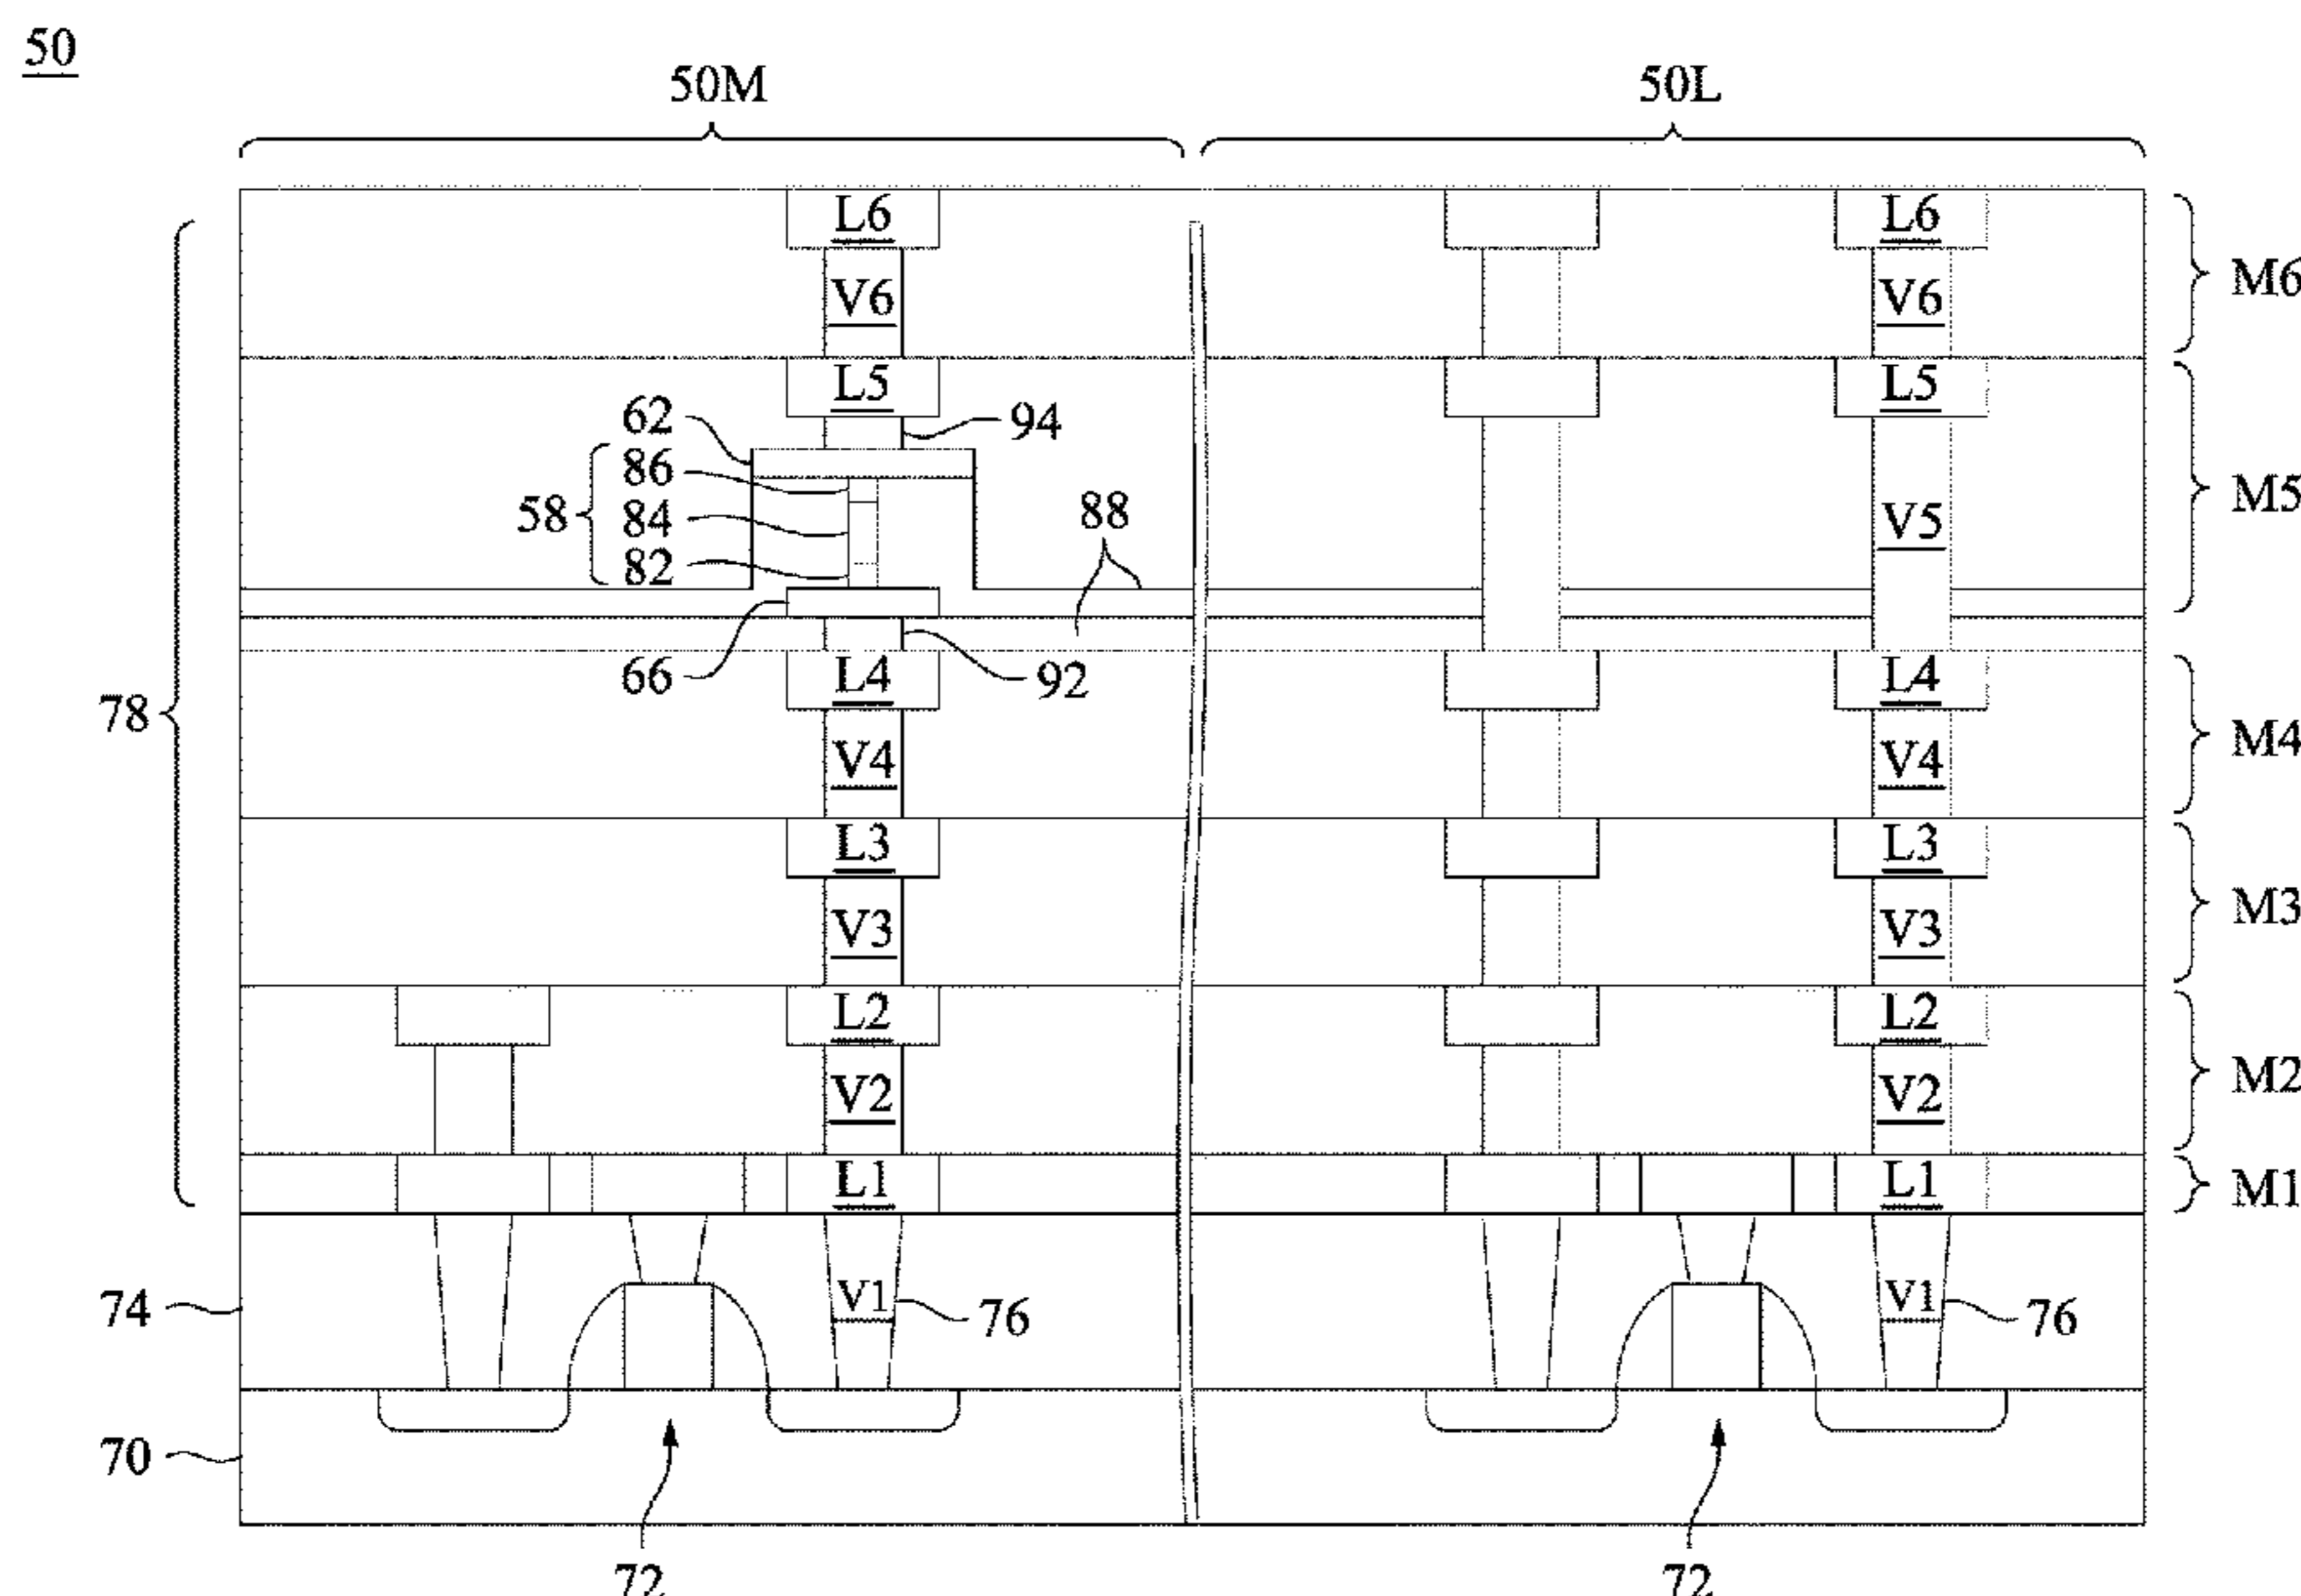 50
50M 50L
L6 L6
V6 V6 M6
L5 L5
62 94
86
58 84 88 V5 M5
82
66 L4 92 L4
78 V4 V4 M4
L3 L3
V3 V3 M3
L2 L2
V2 V2 M2
L1 L1 M1
74 V1 76 V1 76
70
72 72